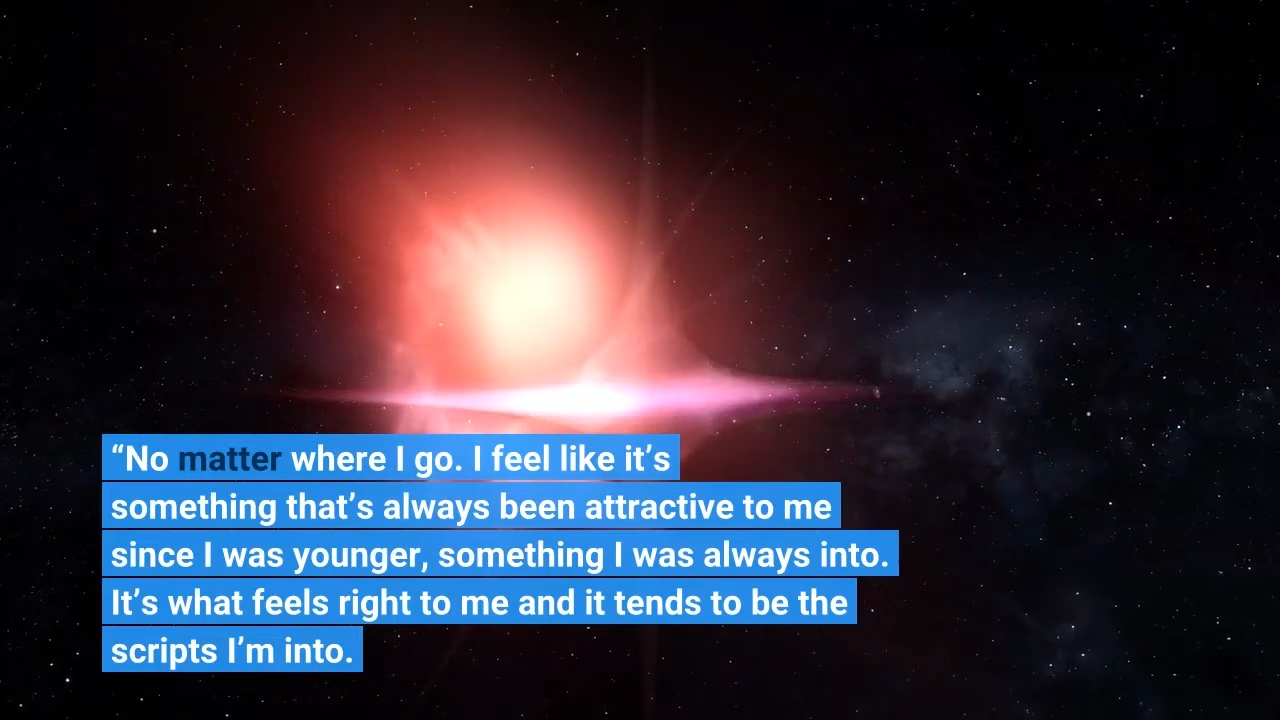 “No matter where I go. I feel like it’s
something that’s always been attractive to me
since I was younger, something I was always into.
It’s what feels right to me and it tends to be the
scripts I’m into.